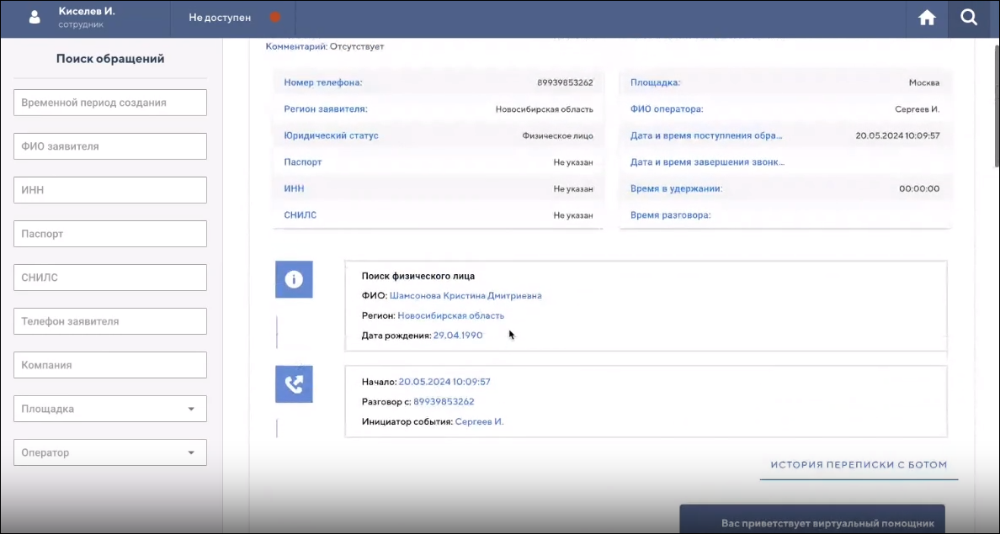 Киселев И.
сотрудник
Не доступен
Поиск обращений
Временной период создания
ФИО заявителя
ИНН
Паспорт
СНИЛС
Телефон заявителя
Компания
Площадка
Оператор
Комментарий: Отсутствует
Номер телефона: 89939853262
Регион заявителя: Новосибирская область
Юридический статус Физическое лицо
Паспорт Не указан
ИНН Не указан
СНИЛС Не указан
Площадка: Москва
ФИО оператора: Сергеев И.
Дата и время поступления обра... 20.05.2024 10:09:57
Дата и время завершения звонк...
Время в удержании: 00:00:00
Время разговора:
Поиск физического лица
ФИО: Шамсонова Кристина Дмитриевна
Регион: Новосибирская область
Дата рождения: 29.04.1990
Начало: 20.05.2024 10:09:57
Разговор с: 89939853262
Инициатор события: Сергеев И.
ИСТОРИЯ ПЕРЕПИСКИ С БОТОМ
Вас приветствует виртуальный помощник